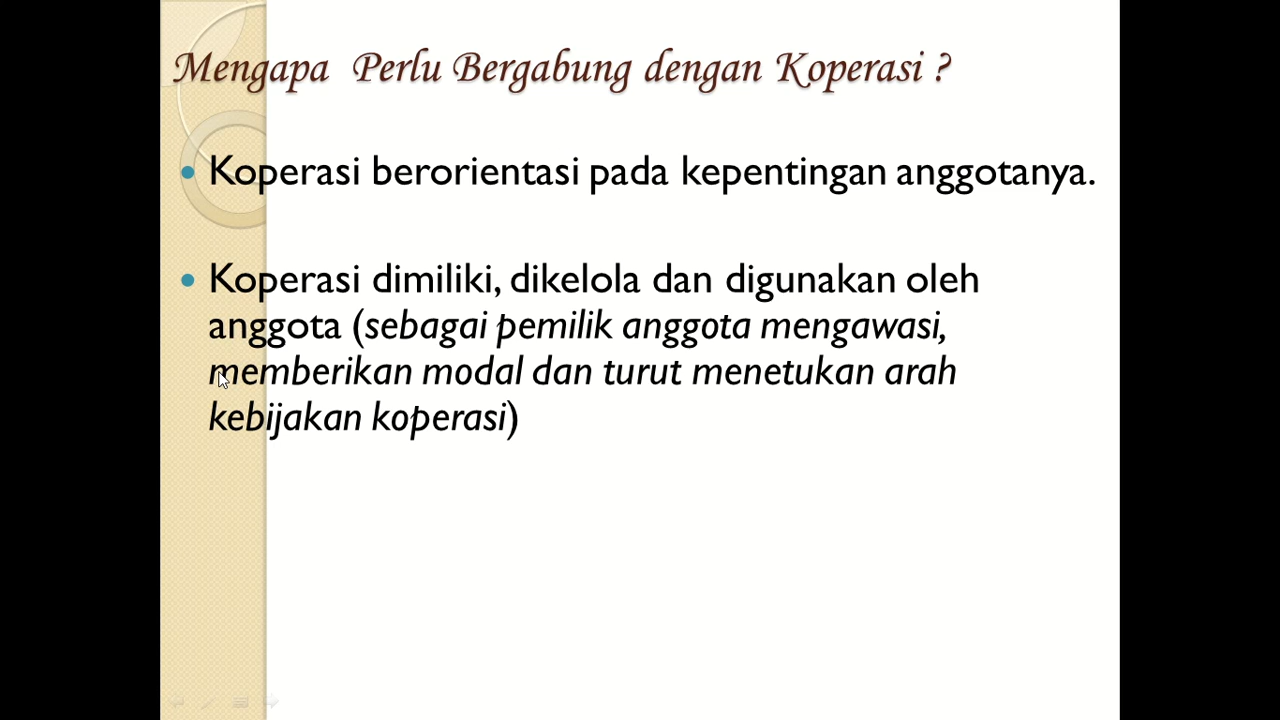 Mengapa Perlu Bergabung dengan Koperasi ?
• Koperasi berorientasi pada kepentingan anggotanya.
• Koperasi dimiliki, dikelola dan digunakan oleh
anggota (sebagai pemilik anggota mengawasi,
memberikan modal dan turut menetukan arah
kebijakan koperasi)